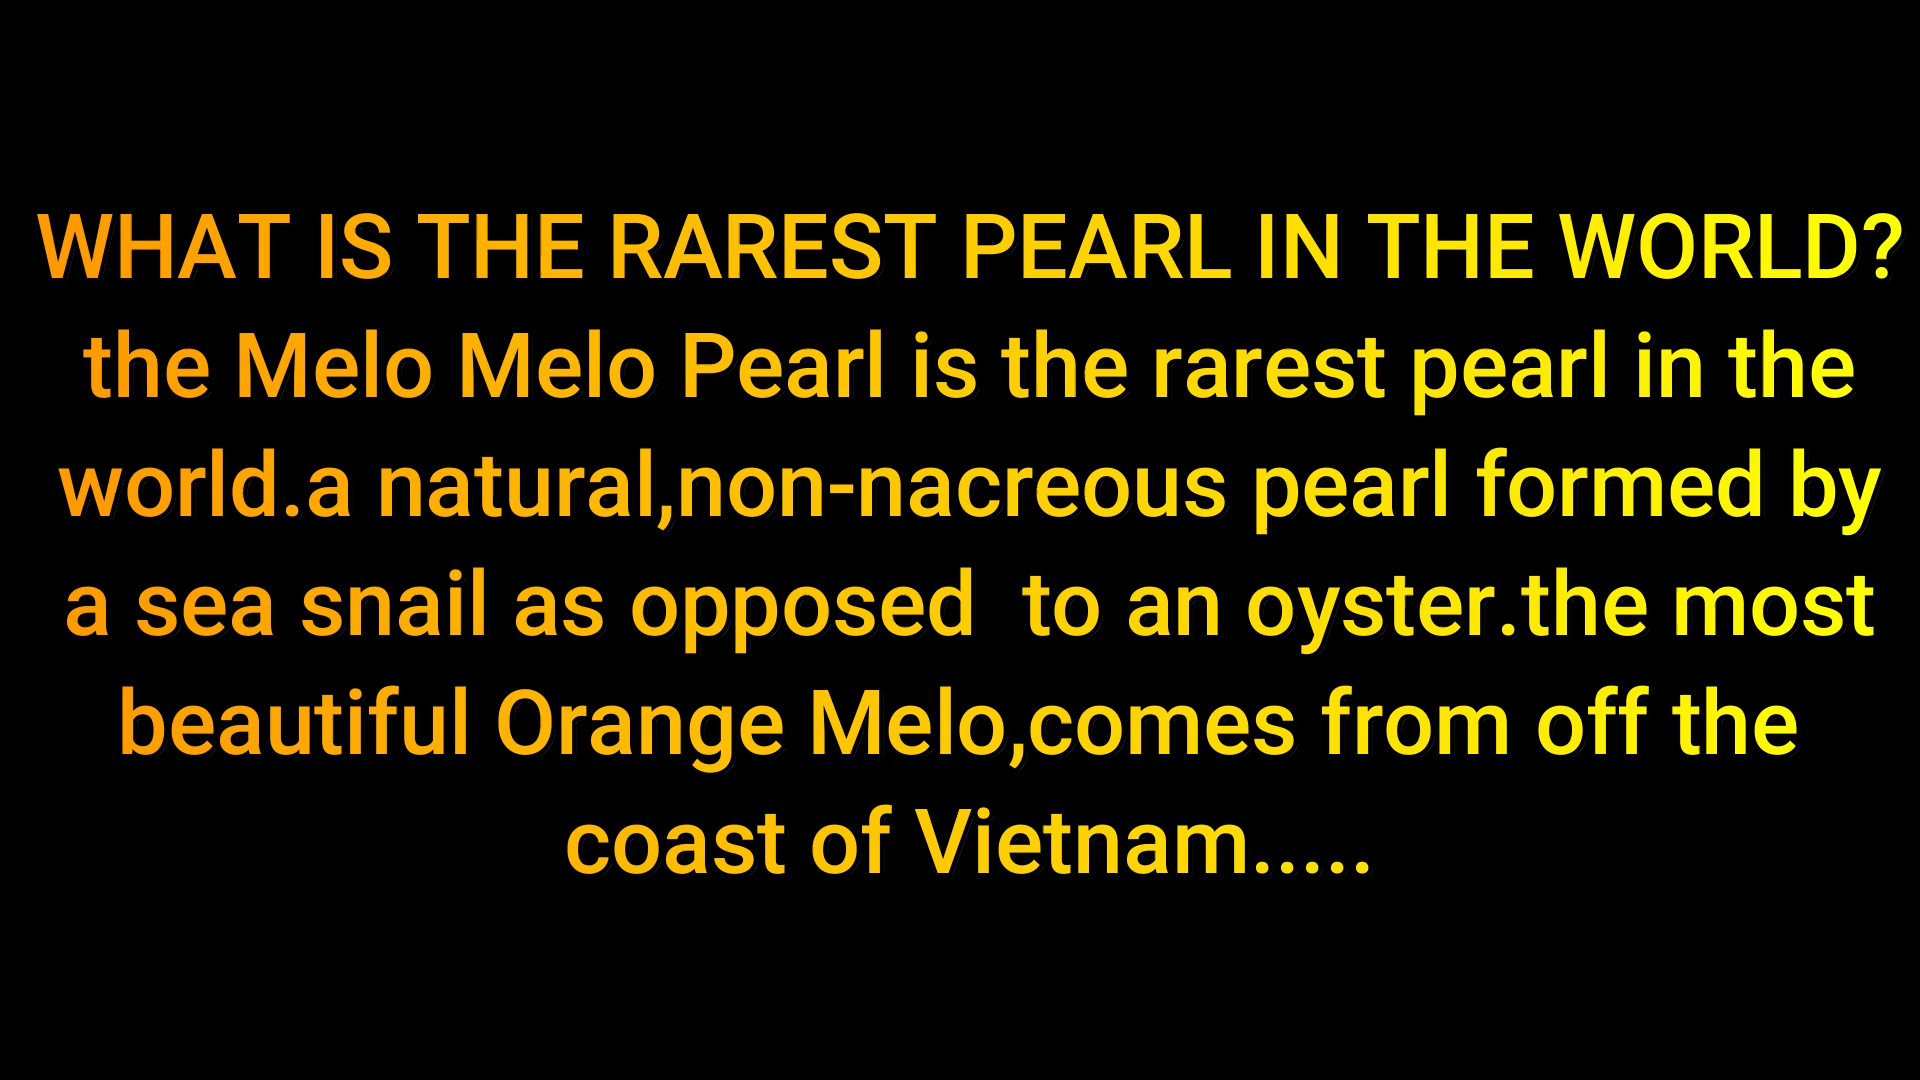 WHAT IS THE RAREST PEARL IN THE WORLD?
the Melo Melo Pearl is the rarest pearl in the
world.a natural,non-nacreous pearl formed by
a sea snail as opposed  to an oyster.the most
beautiful Orange Melo,comes from off the
coast of Vietnam.....